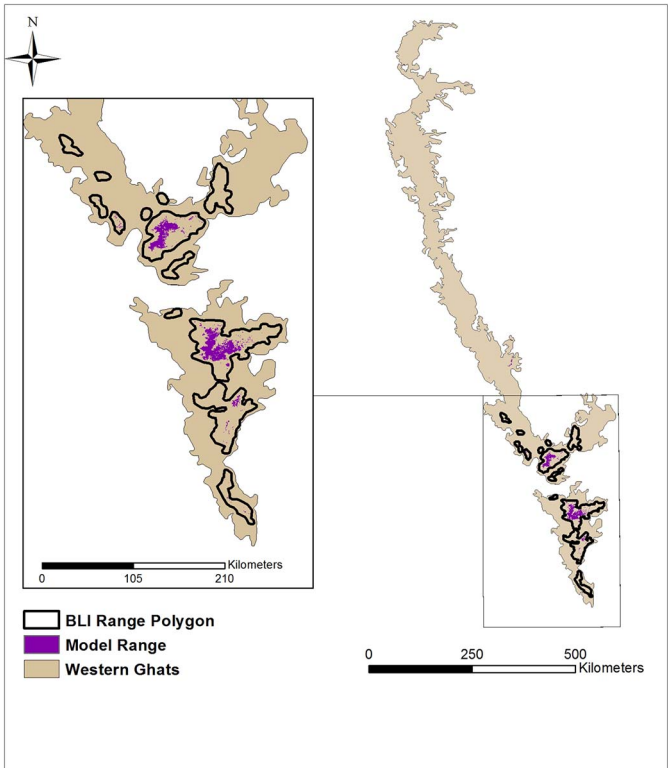 N
Kilometers
0 105 210
BLI Range Polygon
Model Range
Western Ghats
0 250 500
Kilometers